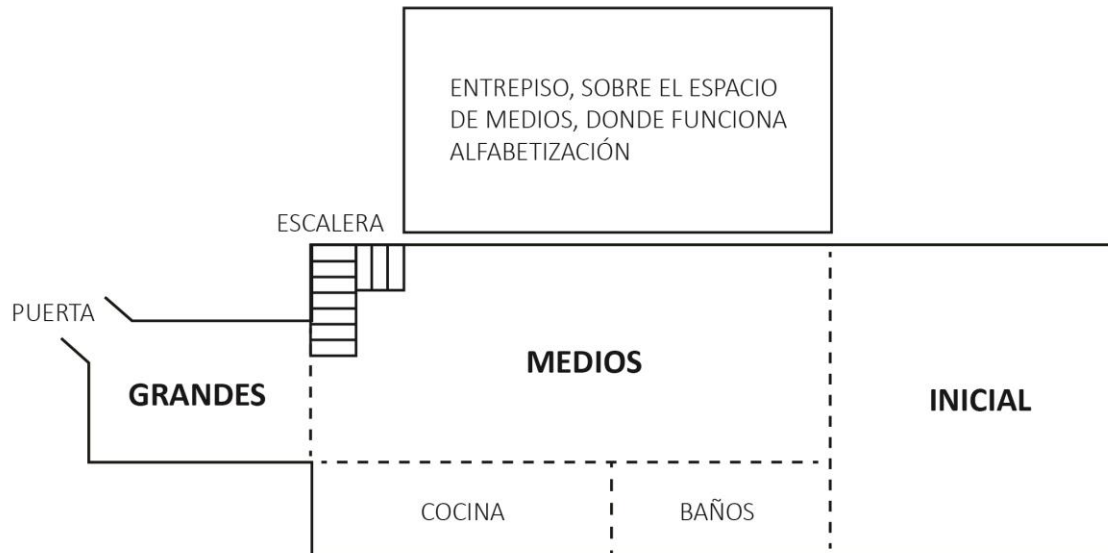 ENTREPISO, SOBRE EL ESPACIO
DE MEDIOS, DONDE FUNCIONA
ALFABETIZACIÓN
ESCALERA
PUERTA
GRANDES
MEDIOS
INICIAL
COCINA
BAÑOS